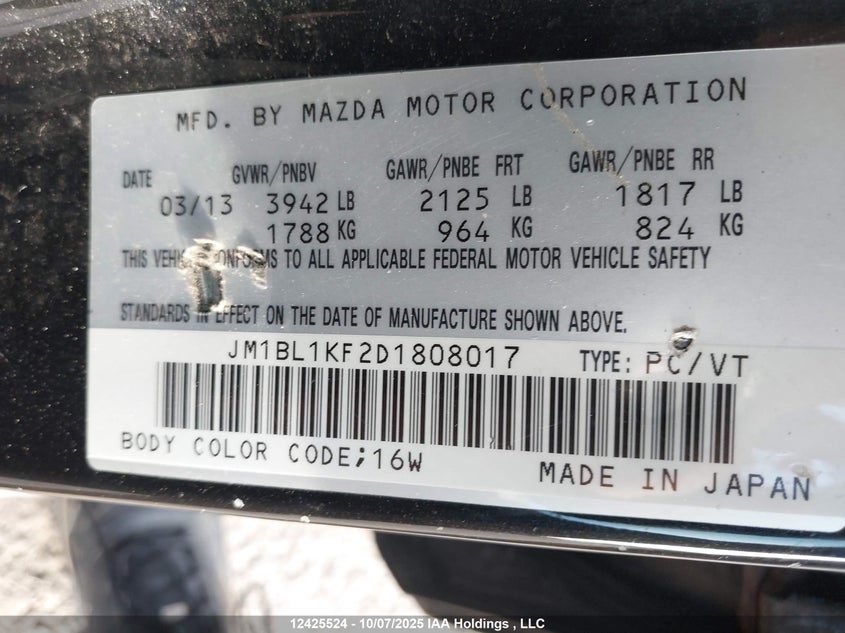 MFD. BY MAZDA MOTOR CORPORATION
DATE GVWR/PNBV GAWR/PNBE FRT GAWR/PNBE RR
03/13 3942 LB 2125 LB 1817 LB
1788 KG 964 KG 824 KG
THIS VEHICLE CONFORMS TO ALL APPLICABLE FEDERAL MOTOR VEHICLE SAFETY
STANDARDS IN EFFECT ON THE DATE OF MANUFACTURE SHOWN ABOVE.
JM1BL1KF2D1808017 TYPE: PC/VT
BODY COLOR CODE;16W
MADE IN JAPAN
12425524 - 10/07/2025 IAA Holdings , LLC